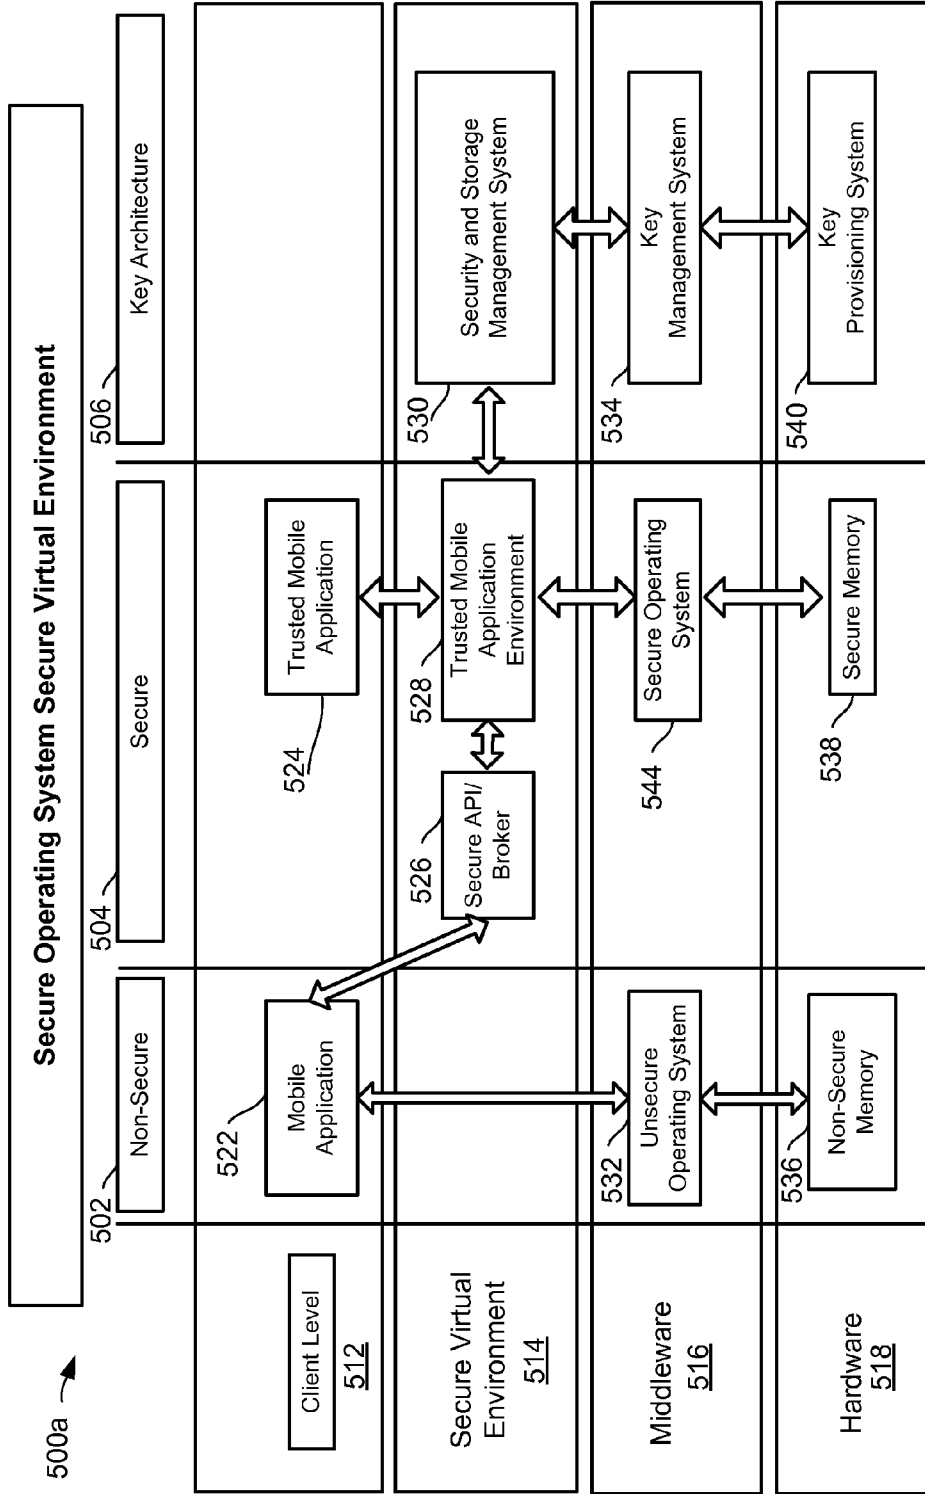 500a
Secure Operating System Secure Virtual Environment
502
Non-Secure
504
Secure
506
Key Architecture
Client Level
512
522
Mobile
Application
524
Trusted Mobile
Application
Secure Virtual
Environment
514
526
Secure API/
Broker
528
Trusted Mobile
Application
Environment
530
Security and Storage
Management System
Middleware
516
532
Unsecure
Operating System
544
Secure Operating
System
534
Key
Management System
Hardware
518
536
Non-Secure
Memory
538
Secure Memory
540
Key
Provisioning System